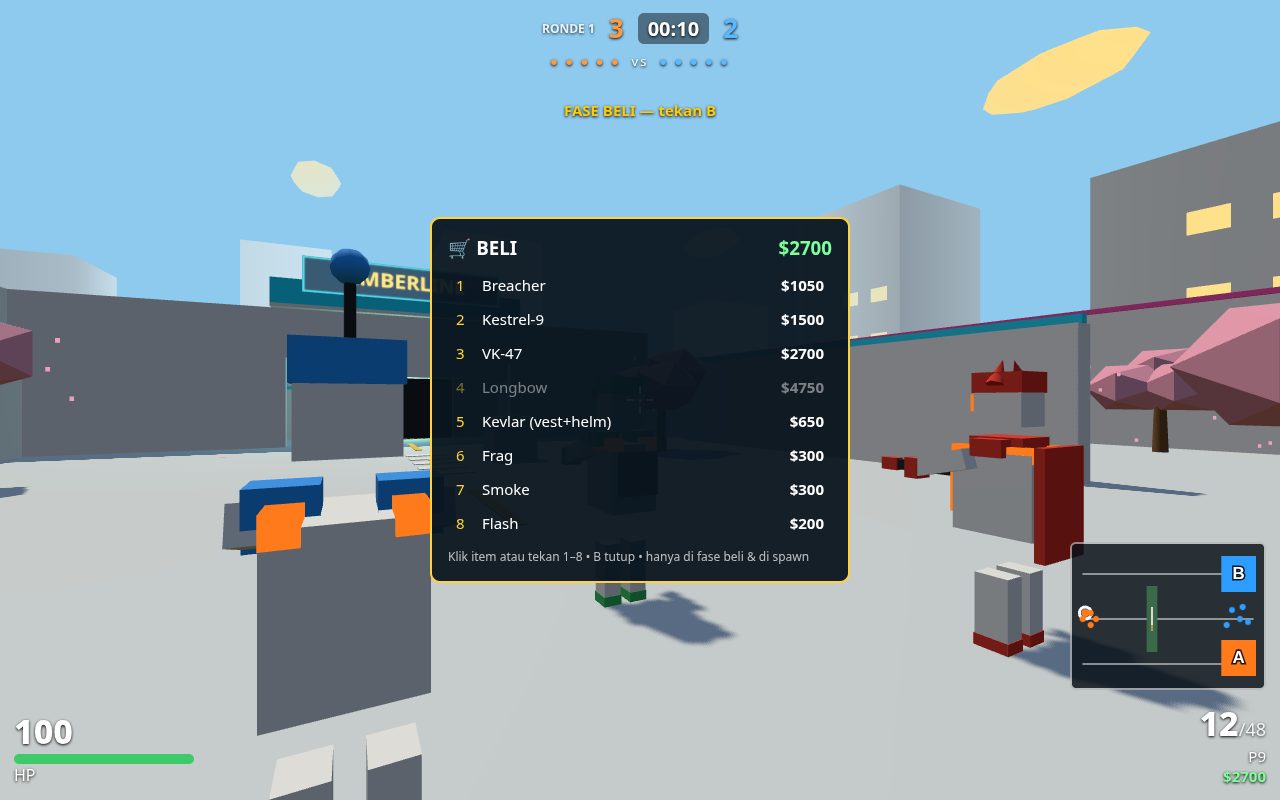 RONDE 1 3 00:10 2
VS
FASE BELI — tekan B
MBERLIN
🛒 BELI $2700
1 Breacher $1050
2 Kestrel-9 $1500
3 VK-47 $2700
4 Longbow $4750
5 Kevlar (vest+helm) $650
6 Frag $300
7 Smoke $300
8 Flash $200
Klik item atau tekan 1–8 • B tutup • hanya di fase beli & di spawn
B
A
100
HP
12/48
P9
$2700